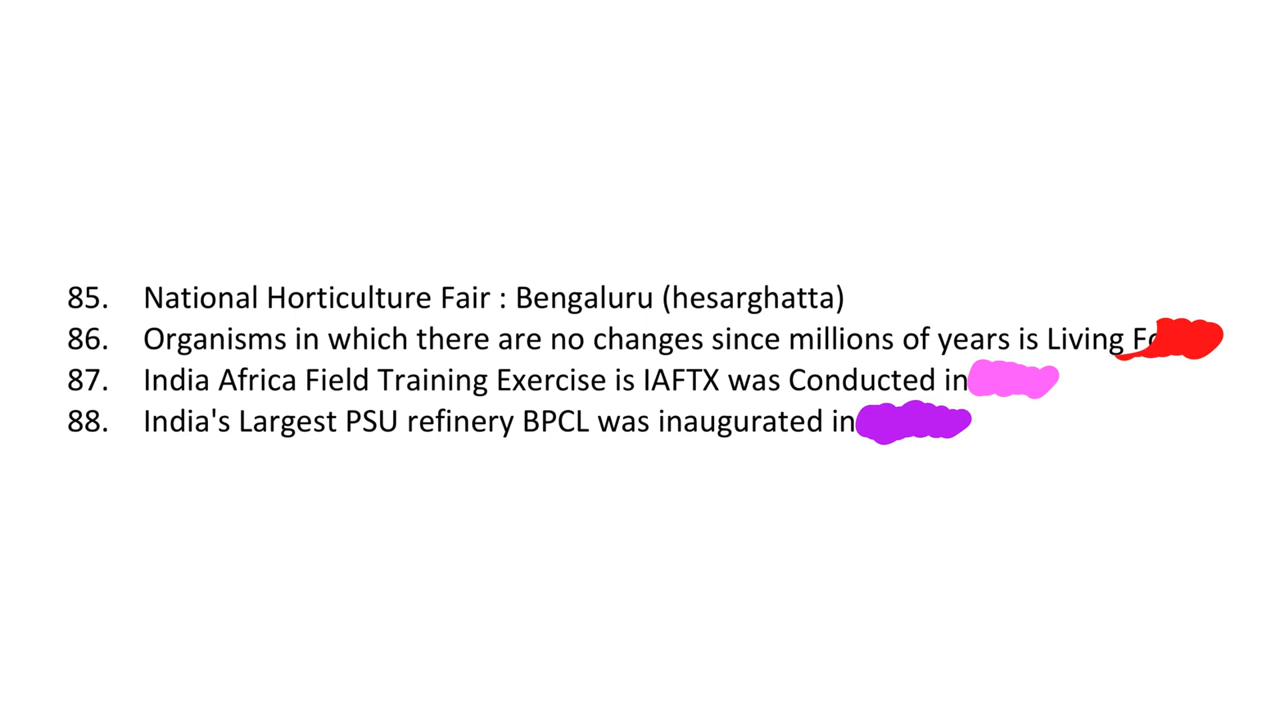 85. National Horticulture Fair : Bengaluru (hesarghatta)
86. Organisms in which there are no changes since millions of years is Living
87. India Africa Field Training Exercise is IAFTX was Conducted in
88. India's Largest PSU refinery BPCL was inaugurated in